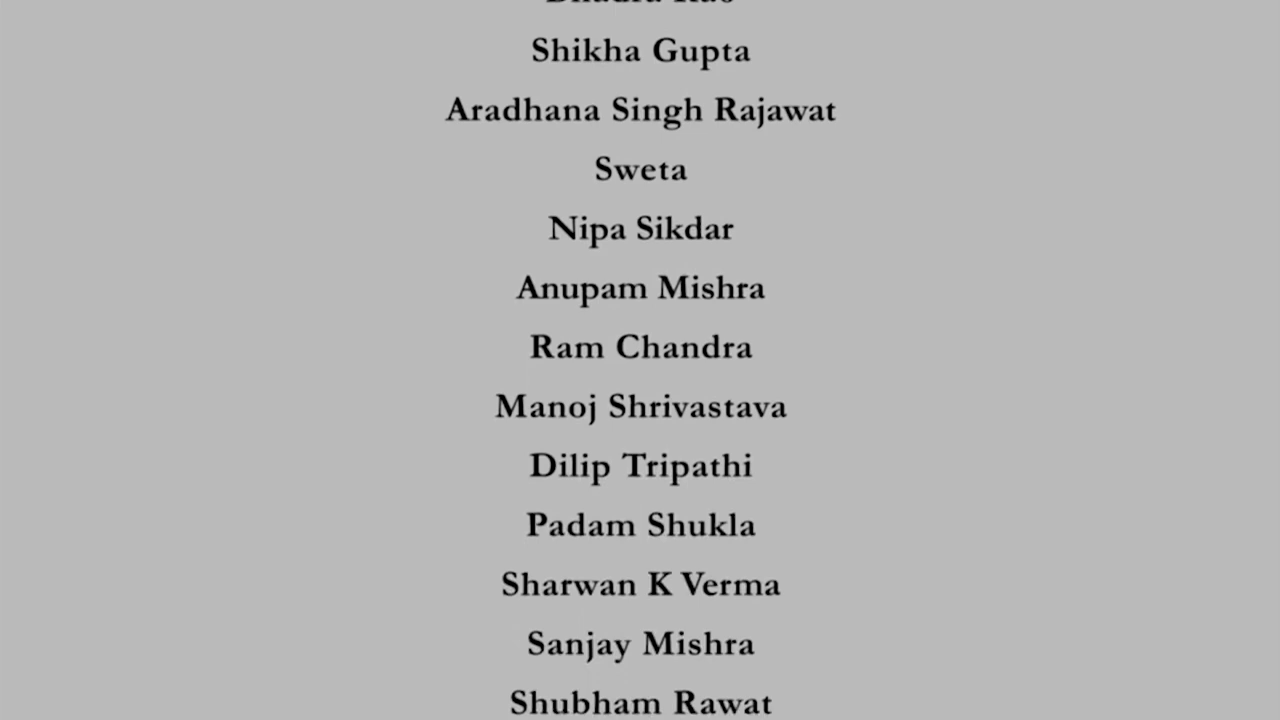 Shikha Gupta
Aradhana Singh Rajawat
Sweta
Nipa Sikdar
Anupam Mishra
Ram Chandra
Manoj Shrivastava
Dilip Tripathi
Padam Shukla
Sharwan K Verma
Sanjay Mishra
Shubham Rawat